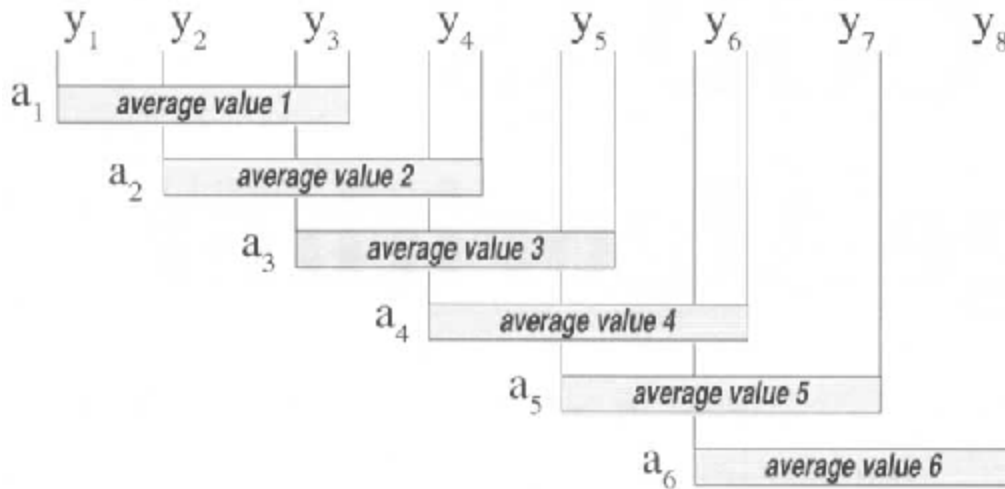 y₁ y₂ y₃ y₄ y₅ y₆ y₇ y₈
a₁ average value 1
a₂ average value 2
a₃ average value 3
a₄ average value 4
a₅ average value 5
a₆ average value 6